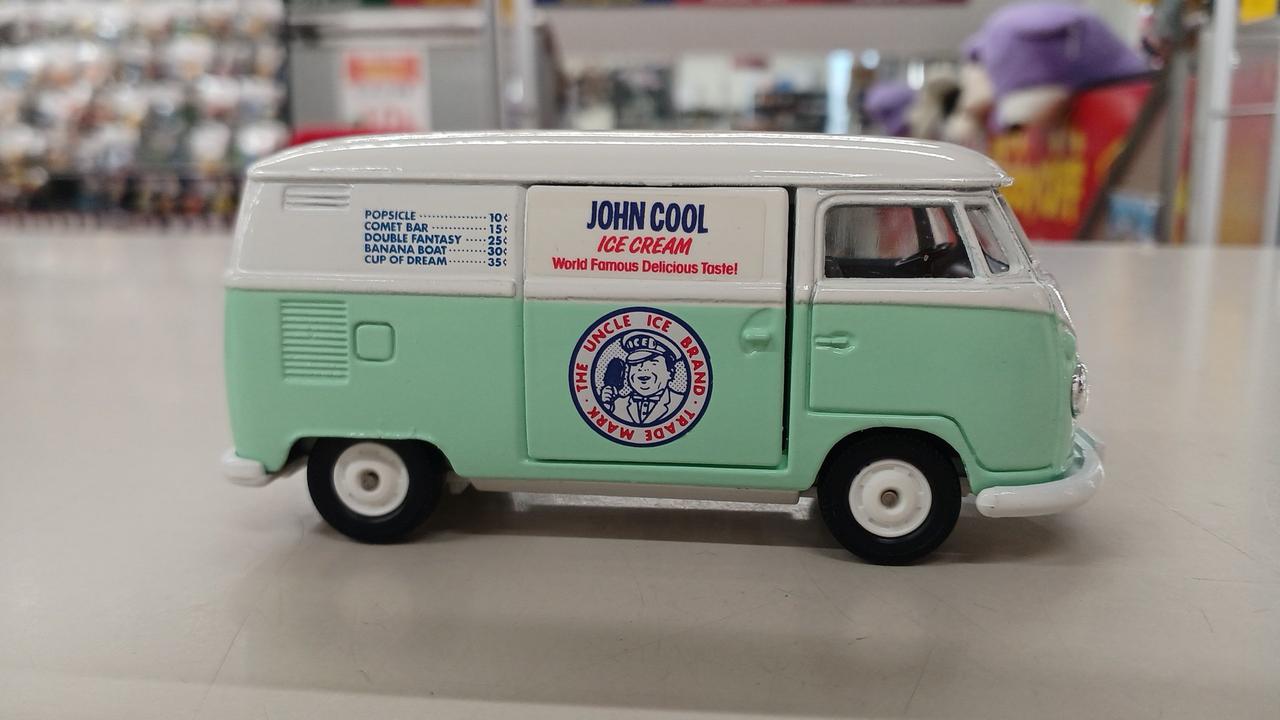 POPSICLE ················ 10¢
COMET BAR ············· 15¢
DOUBLE FANTASY ···· 25¢
BANANA BOAT ········ 30¢
CUP OF DREAM ······· 35¢
JOHN COOL
ICE CREAM
World Famous Delicious Taste!
THE UNCLE ICE BRAND · TRADE MARK ·